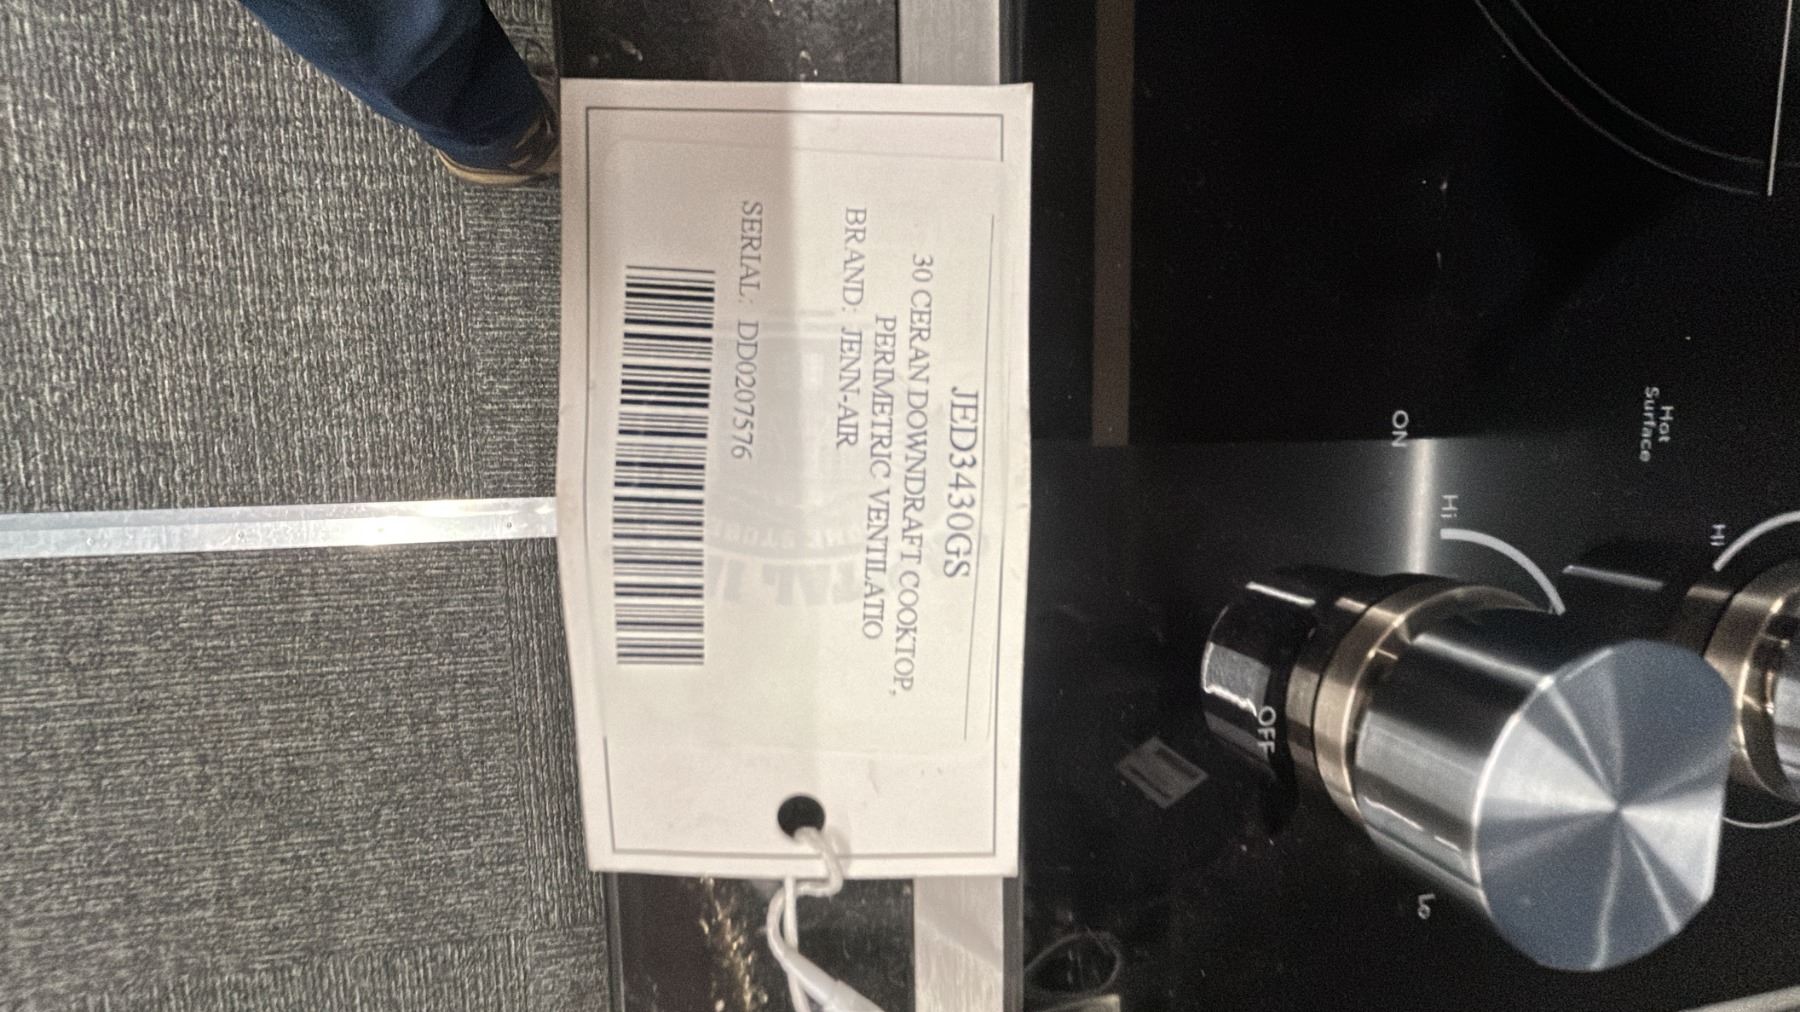 JED3430GS
30 CERAN DOWNDRAFT COOKTOP,
PERIMETRIC VENTILATIO
BRAND: JENN-AIR
SERIAL: DD0207576
Hot
Surface
ON
Hi
Hi
OFF
Lo